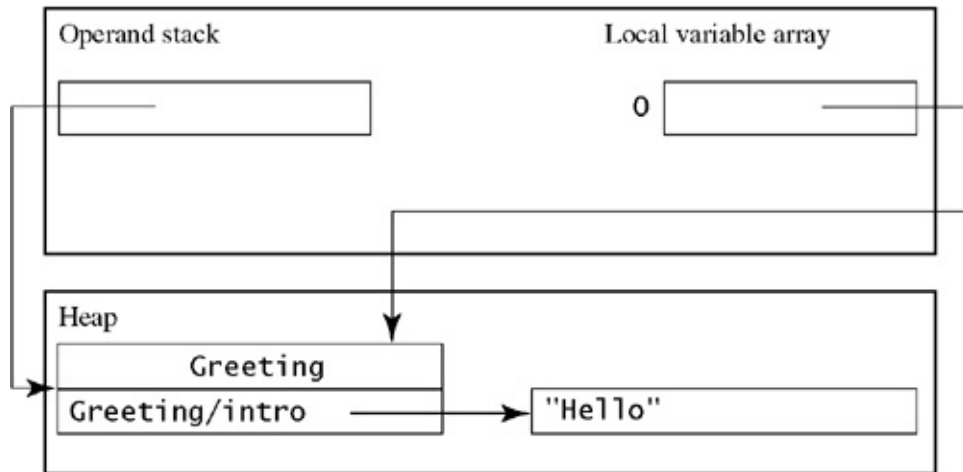 Operand stack
Local variable array
0
Heap
Greeting
Greeting/intro
"Hello"